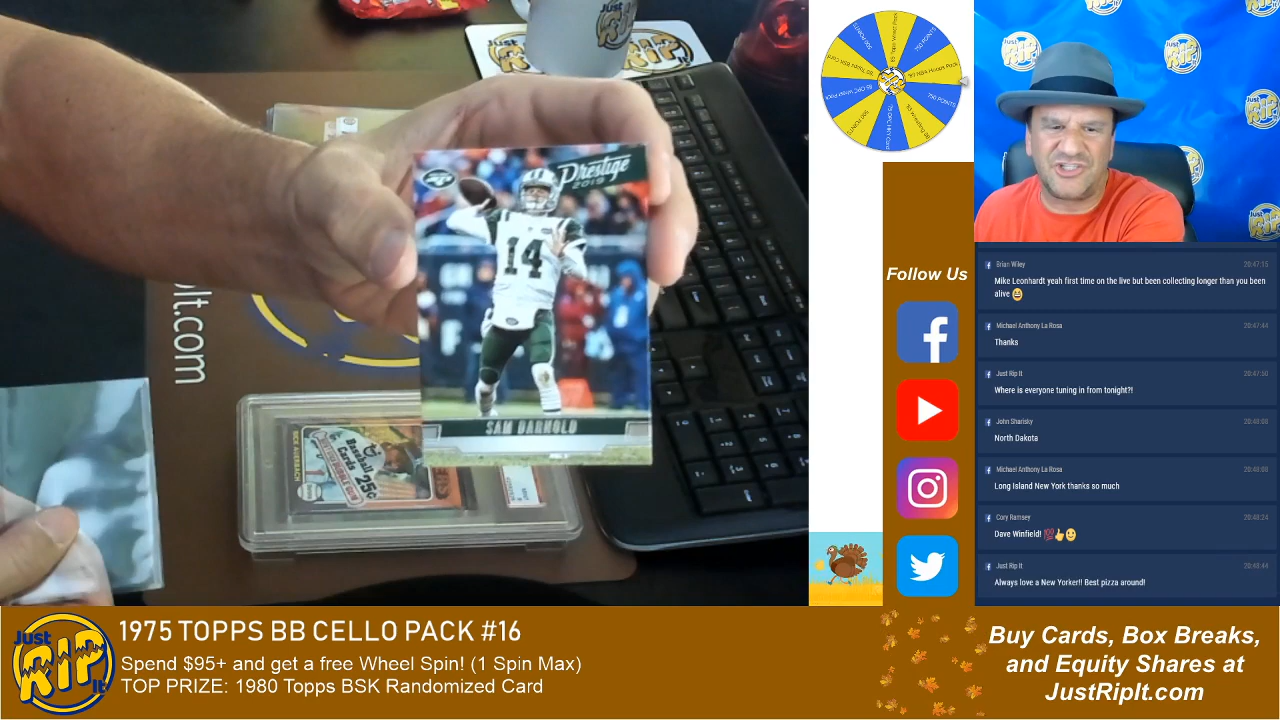 Prestige
2019
14
SAM DARNOLD
Baseball
Cards
25¢
RICK AUERBACH
Just
RIP
It
Follow Us
Brian Wiley
20:47:15
Mike Leonhardt yeah first time on the live but been collecting longer than you been
alive 😆
Michael Anthony La Rosa
20:47:44
Thanks
Just Rip It
20:47:50
Where is everyone tuning in from tonight?!
John Sharisky
20:48:00
North Dakota
Michael Anthony La Rosa
20:48:08
Long Island New York thanks so much
Cory Ramsey
20:48:24
Dave Winfield! 💯👍🙂
Just Rip It
20:48:44
Always love a New Yorker!! Best pizza around!
Just
RIP
It
1975 TOPPS BB CELLO PACK #16
Spend $95+ and get a free Wheel Spin! (1 Spin Max)
TOP PRIZE: 1980 Topps BSK Randomized Card
Buy Cards, Box Breaks,
and Equity Shares at
JustRipIt.com